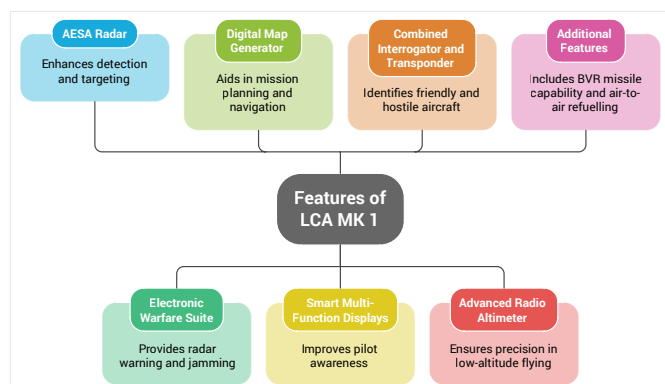 AESA Radar
Enhances detection
and targeting
Digital Map
Generator
Aids in mission
planning and
navigation
Combined
Interrogator and
Transponder
Identifies friendly and
hostile aircraft
Additional
Features
Includes BVR missile
capability and air-to-
air refuelling
Features of
LCA MK 1
Electronic
Warfare Suite
Provides radar
warning and jamming
Smart Multi-
Function Displays
Improves pilot
awareness
Advanced Radio
Altimeter
Ensures precision in
low-altitude flying